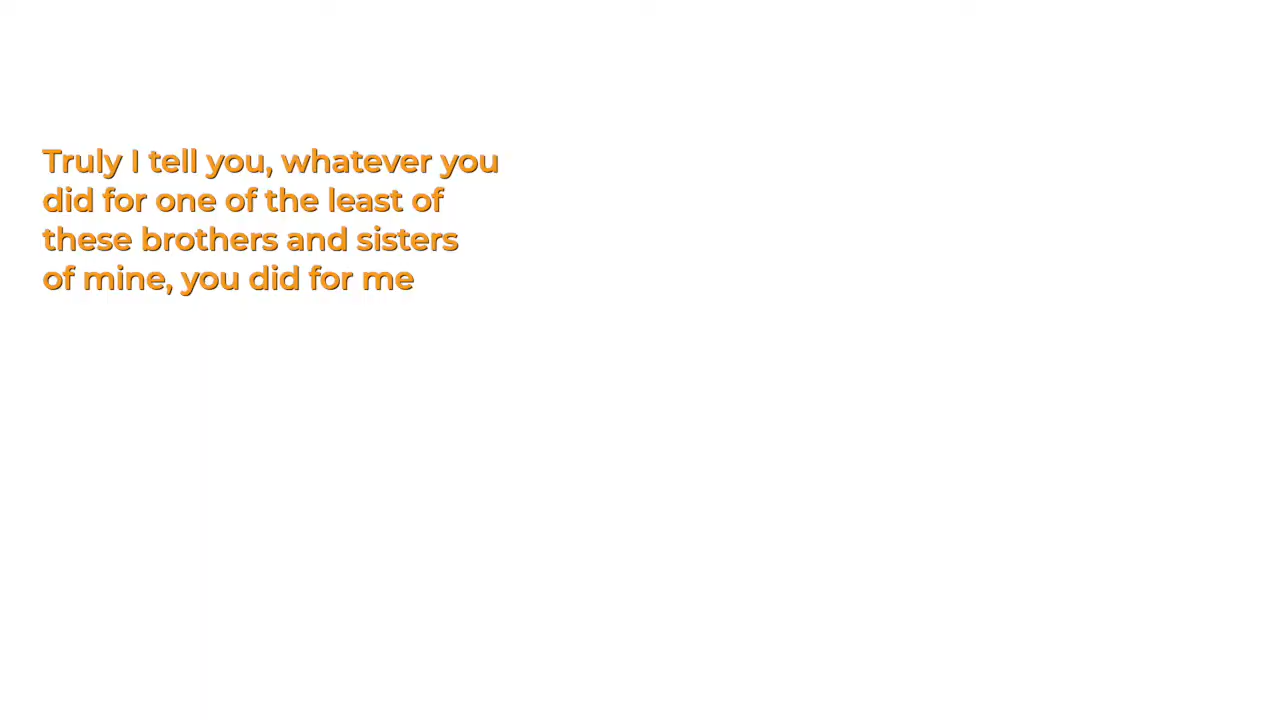 Truly I tell you, whatever you
did for one of the least of
these brothers and sisters
of mine, you did for me